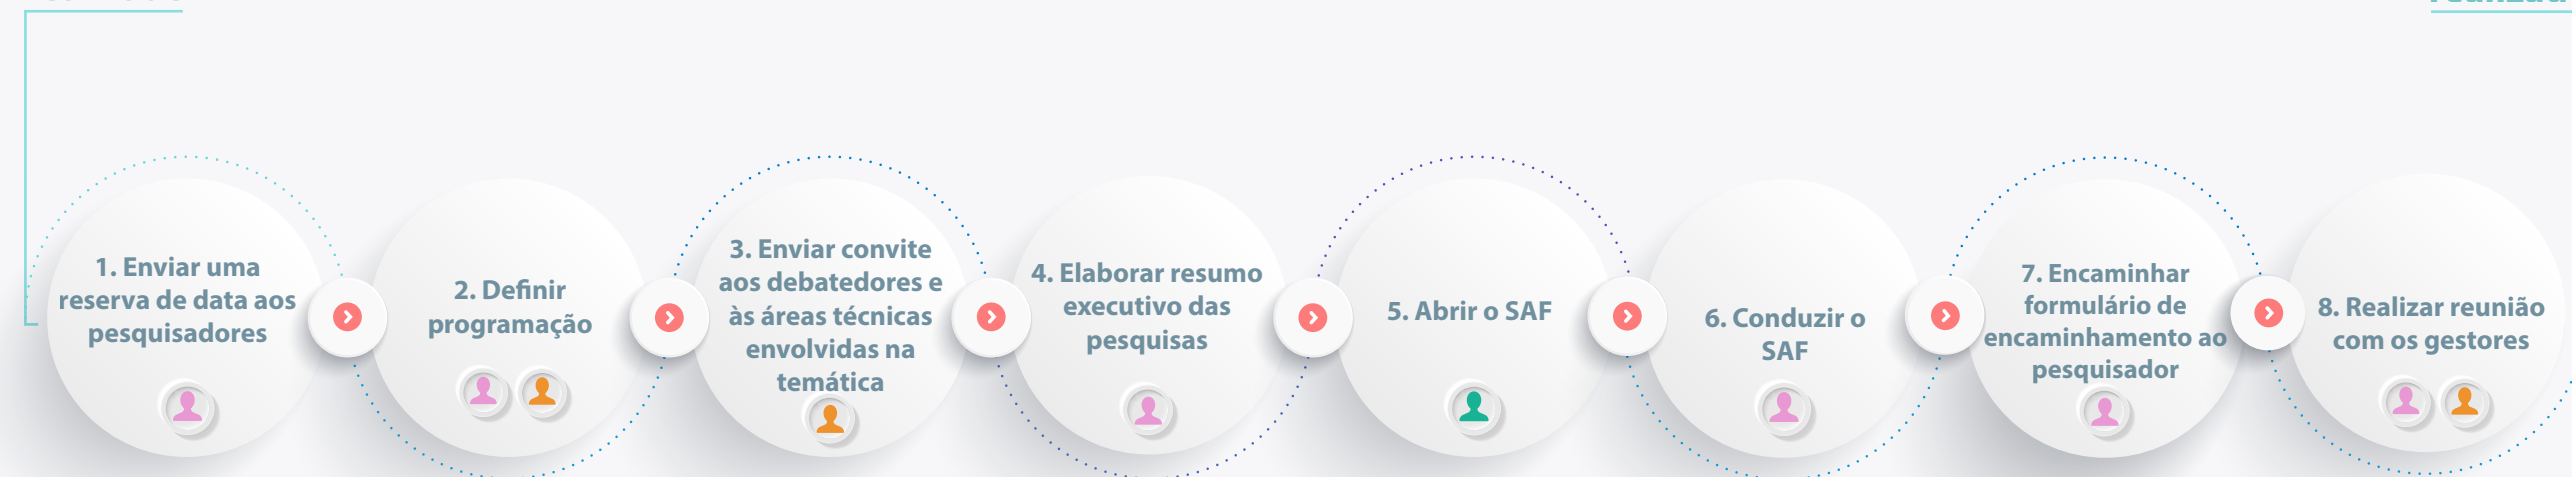 1. Enviar uma
reserva de data aos
pesquisadores
2. Definir
programação
3. Enviar convite
aos debatedores e
às áreas técnicas
envolvidas na
temática
4. Elaborar resumo
executivo das
pesquisas
5. Abrir o SAF
6. Conduzir o
SAF
7. Encaminhar
formulário de
encaminhamento ao
pesquisador
8. Realizar reunião
com os gestores